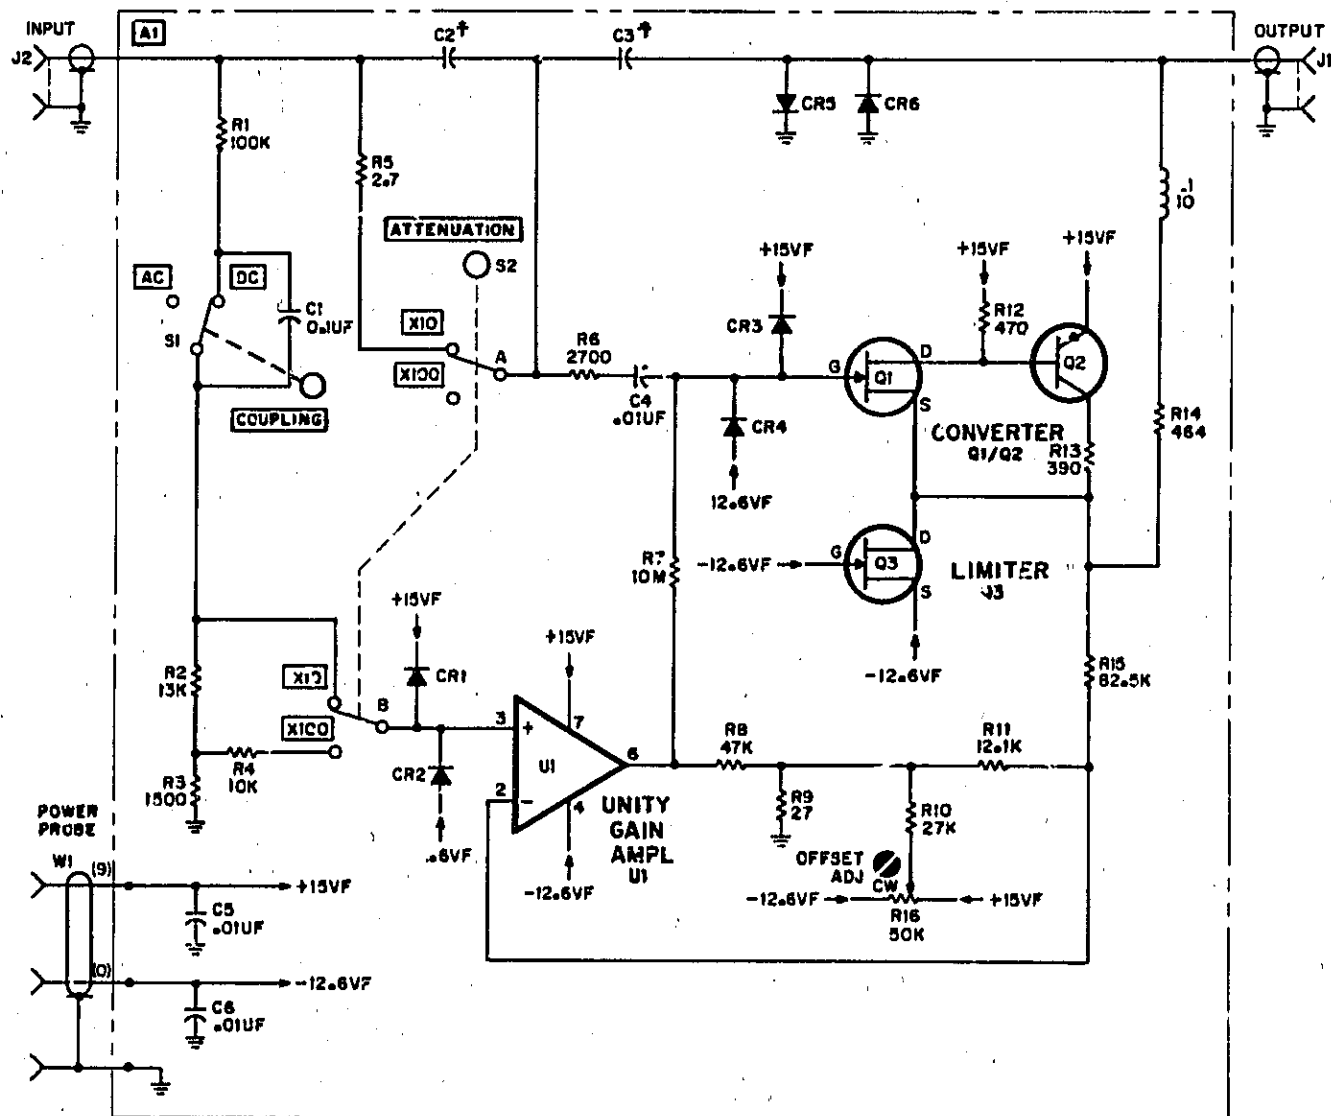 INPUT
A1
C2†
C3†
OUTPUT
J2
J1
CR5
CR6
R1
100K
R5
2.7
.1
10
ATTENUATION
S2
+15VF
+15VF
+15VF
AC
DC
C1
0.1UF
R12
470
CR3
X10
S1
R6
2700
A
D
Q2
X100
G
Q1
C4
.01UF
S
R14
464
COUPLING
CR4
CONVERTER
Q1/Q2
R13
390
12.6VF
D
R7
10M
G
-12.6VF
Q3
LIMITER
J3
S
+15VF
+15VF
R2
13K
CR1
-12.6VF
R15
82.5K
X10
B
3
+
7
R8
47K
R11
12.1K
X1C0
U1
6
R4
10K
CR2
R3
1500
2
-
4
UNITY
GAIN
AMPL
U1
R9
27
R10
27K
POWER
PROBE
.6VF
OFFSET
ADJ
CW
W1
(9)
+15VF
-12.6VF
-12.6VF
+15VF
R16
50K
C5
.01UF
(0)
-12.6VF
C6
.01UF